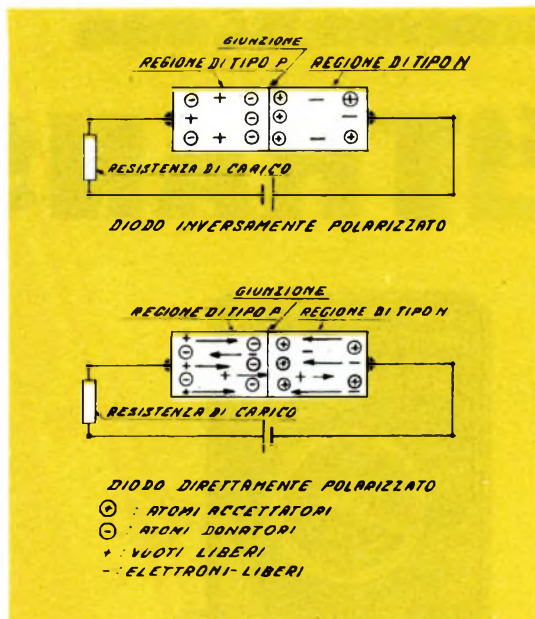 GIUNZIONE
REGIONE DI TIPO P REGIONE DI TIPO N
RESISTENZA DI CARICO
DIODO INVERSAMENTE POLARIZZATO
GIUNZIONE
REGIONE DI TIPO P REGIONE DI TIPO N
RESISTENZA DI CARICO
DIODO DIRETTAMENTE POLARIZZATO
⊕ : ATOMI ACCETTATORI
⊖ : ATOMI DONATORI
+ : VUOTI LIBERI
- : ELETTRONI-LIBERI